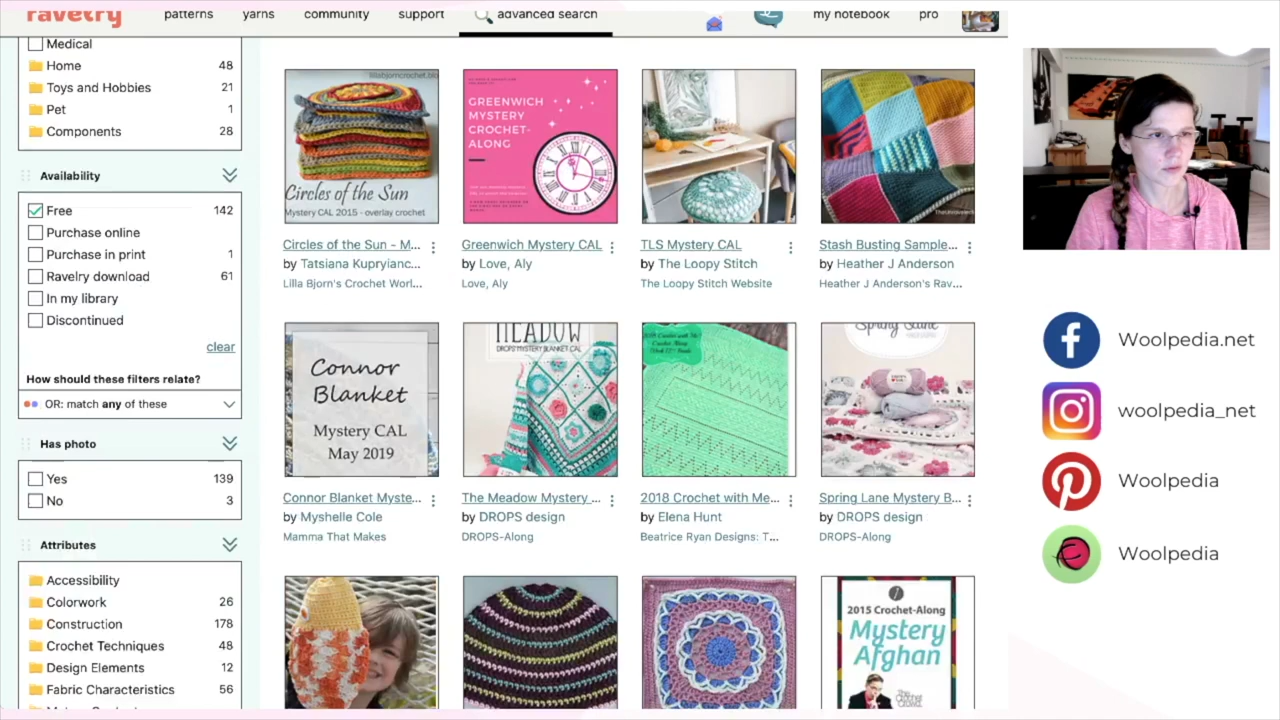 ravelry
patterns
yarns
community
support
advanced search
my notebook
pro
Medical
Home 48
Toys and Hobbies 21
Pet 1
Components 28
Availability
Free 142
Purchase online
Purchase in print 1
Ravelry download 61
In my library
Discontinued
clear
How should these filters relate?
OR: match any of these
Has photo
Yes 139
No 3
Attributes
Accessibility
Colorwork 26
Construction 178
Crochet Techniques 48
Design Elements 12
Fabric Characteristics 56
lillabjorncrochet.blo
Circles of the Sun
Mystery CAL 2015 - overlay crochet
Circles of the Sun - M...
by Tatsiana Kupryianc...
Lilla Bjorn's Crochet Worl...
GREENWICH
MYSTERY
CROCHET-
ALONG
Greenwich Mystery CAL
by Love, Aly
Love, Aly
TLS Mystery CAL
by The Loopy Stitch
The Loopy Stitch Website
Stash Busting Sample...
by Heather J Anderson
Heather J Anderson's Rav...
Connor
Blanket
Mystery CAL
May 2019
Connor Blanket Myste...
by Myshelle Cole
Mamma That Makes
MEADOW
DROPS MYSTERY BLANKET CAL
The Meadow Mystery ...
by DROPS design
DROPS-Along
2018 Crochet with Me...
by Elena Hunt
Beatrice Ryan Designs: T...
Spring Lane
Spring Lane Mystery B...
by DROPS design
DROPS-Along
2015 Crochet-Along
Mystery
Afghan
Woolpedia.net
woolpedia_net
Woolpedia
Woolpedia